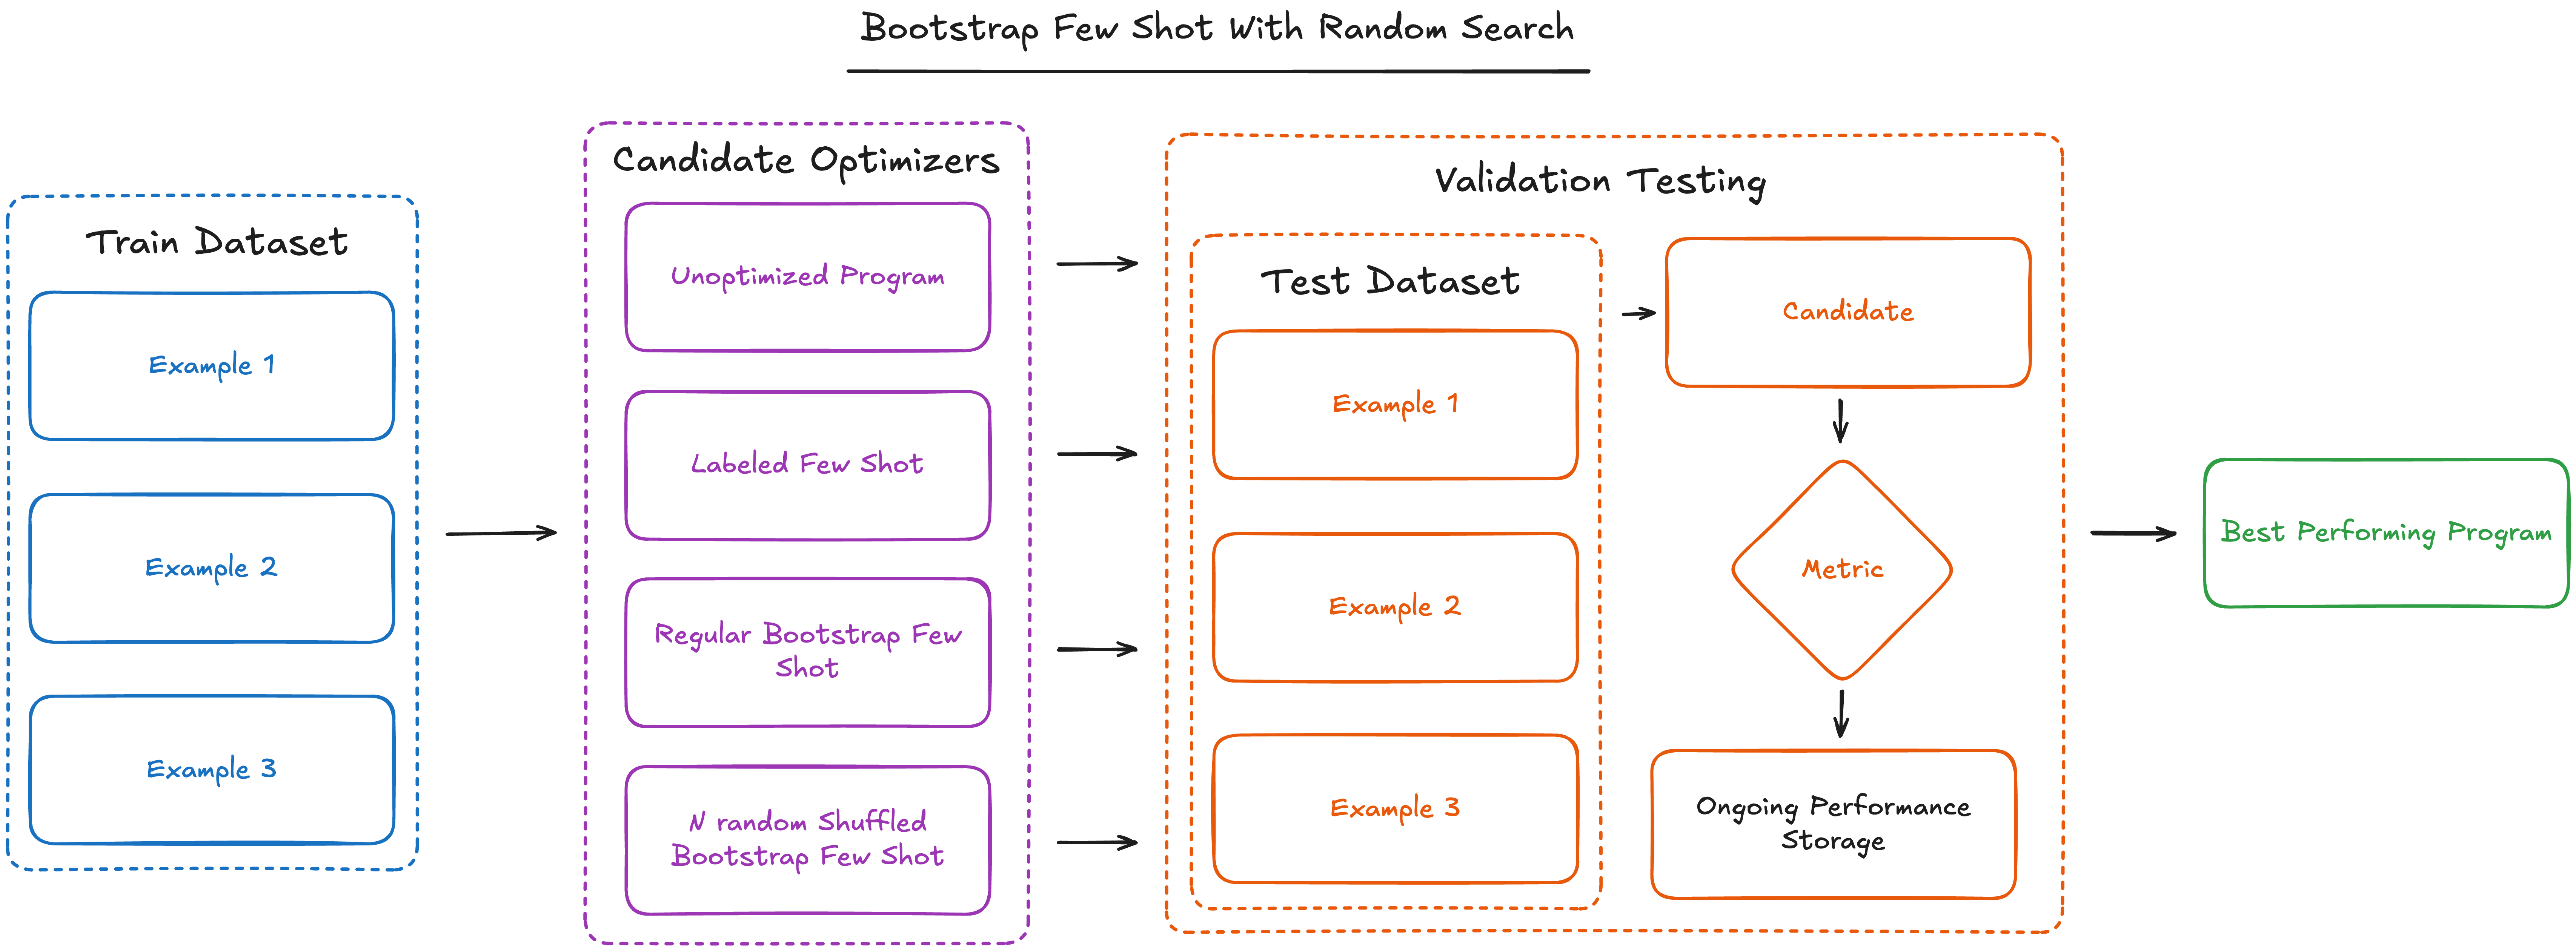 Bootstrap Few Shot With Random Search
Train Dataset
Example 1
Example 2
Example 3
Candidate Optimizers
Unoptimized Program
Labeled Few Shot
Regular Bootstrap Few
Shot
N random Shuffled
Bootstrap Few Shot
Validation Testing
Test Dataset
Example 1
Example 2
Example 3
Candidate
Metric
Ongoing Performance
Storage
Best Performing Program